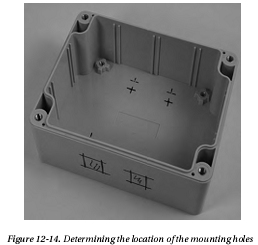 Figure 12-14. Determining the location of the mounting holes